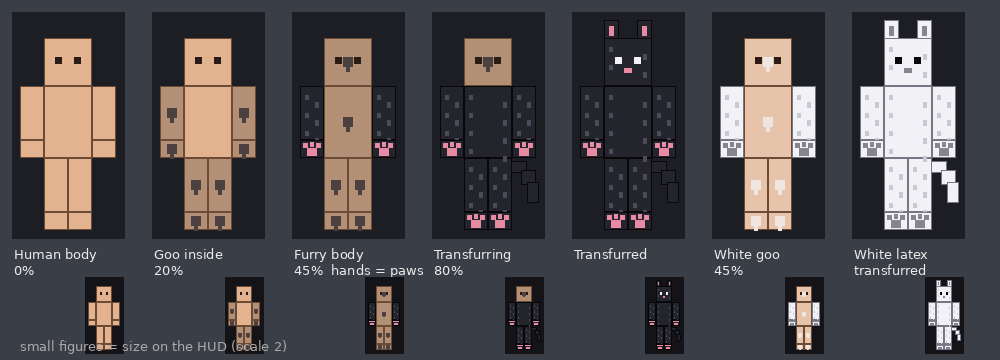 Human body
0%
Goo inside
20%
Furry body
45%  hands = paws
Transfurring
80%
Transfurred
White goo
45%
White latex
transfurred
small figures = size on the HUD (scale 2)